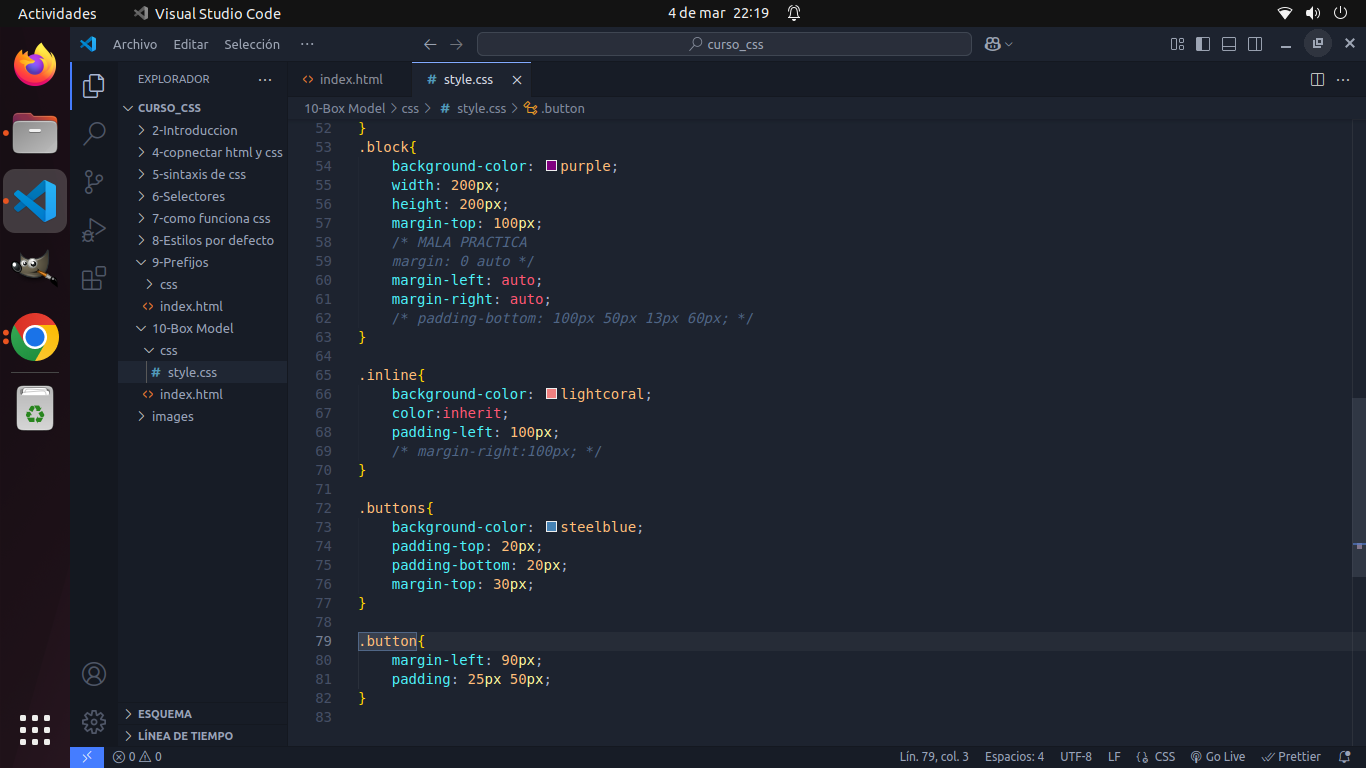 Actividades
Visual Studio Code
4 de mar 22:19
Archivo
Editar
Selección
···
curso_css
EXPLORADOR
···
index.html
# style.css
···
CURSO_CSS
2-Introduccion
4-copnectar html y css
5-sintaxis de css
6-Selectores
7-como funciona css
8-Estilos por defecto
9-Prefijos
css
<> index.html
10-Box Model
css
# style.css
<> index.html
images
ESQUEMA
LÍNEA DE TIEMPO
10-Box Model > css > # style.css > .button
52 }
53 .block{
54 background-color: purple;
55 width: 200px;
56 height: 200px;
57 margin-top: 100px;
58 /* MALA PRACTICA
59 margin: 0 auto */
60 margin-left: auto;
61 margin-right: auto;
62 /* padding-bottom: 100px 50px 13px 60px; */
63 }
64
65 .inline{
66 background-color: lightcoral;
67 color:inherit;
68 padding-left: 100px;
69 /* margin-right:100px; */
70 }
71
72 .buttons{
73 background-color: steelblue;
74 padding-top: 20px;
75 padding-bottom: 20px;
76 margin-top: 30px;
77 }
78
79 .button{
80 margin-left: 90px;
81 padding: 25px 50px;
82 }
83
0 0
Lín. 79, col. 3
Espacios: 4
UTF-8
LF
{} CSS
Go Live
Prettier